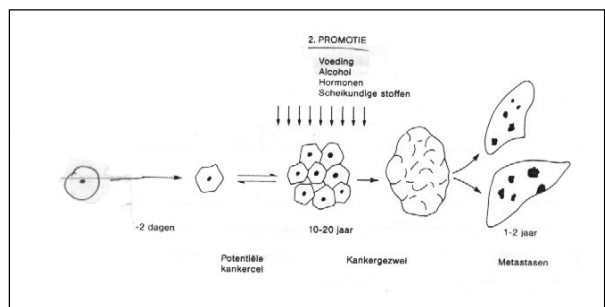 2. PROMOTIE
Voeding
Alcohol
Hormonen
Scheikundige stoffen
-2 dagen
10-20 jaar
1-2 jaar
Potentiële
kankercel
Kankergezwel
Metastasen